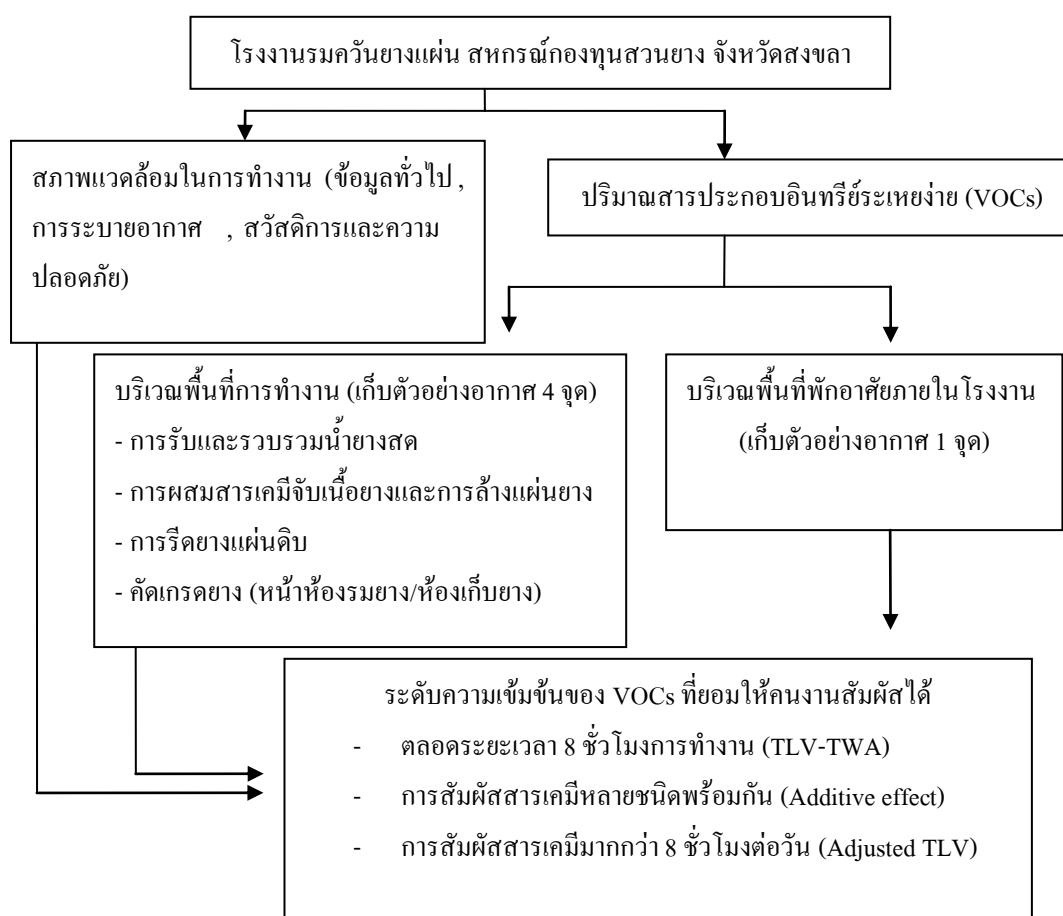 โรงงานรมควันยางแผ่น สหกรณ์กองทุนสวนยาง จังหวัดสงขลา
สภาพแวดล้อมในการทำงาน (ข้อมูลทั่วไป ,
การระบายอากาศ , สวัสดิการและความ
ปลอดภัย)
ปริมาณสารประกอบอินทรีย์ระเหยง่าย (VOCs)
บริเวณพื้นที่การทำงาน (เก็บตัวอย่างอากาศ 4 จุด)
- การรับและรวบรวมน้ำยางสด
- การผสมสารเคมีจับเนื้อยางและการล้างแผ่นยาง
- การรีดยางแผ่นดิบ
- คัดเกรดยาง (หน้าห้องรมยาง/ห้องเก็บยาง)
บริเวณพื้นที่พักอาศัยภายในโรงงาน
(เก็บตัวอย่างอากาศ 1 จุด)
ระดับความเข้มข้นของ VOCs ที่ยอมให้คนงานสัมผัสได้
- ตลอดระยะเวลา 8 ชั่วโมงการทำงาน (TLV-TWA)
- การสัมผัสสารเคมีหลายชนิดพร้อมกัน (Additive effect)
- การสัมผัสสารเคมีมากกว่า 8 ชั่วโมงต่อวัน (Adjusted TLV)